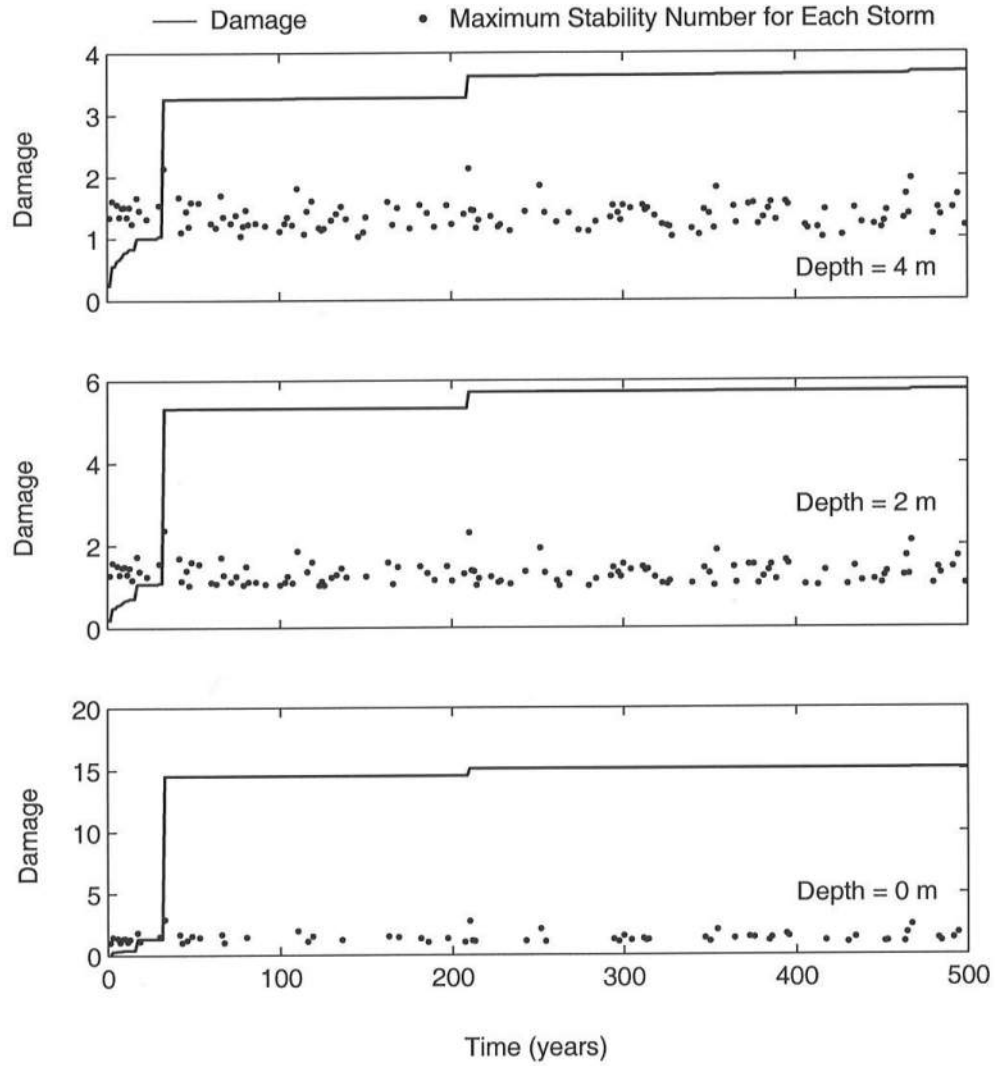 Damage
Maximum Stability Number for Each Storm
4
3
2
1
0
Damage
Depth = 4 m
6
4
2
0
Damage
Depth = 2 m
20
15
10
5
0
Damage
Depth = 0 m
0 100 200 300 400 500
Time (years)